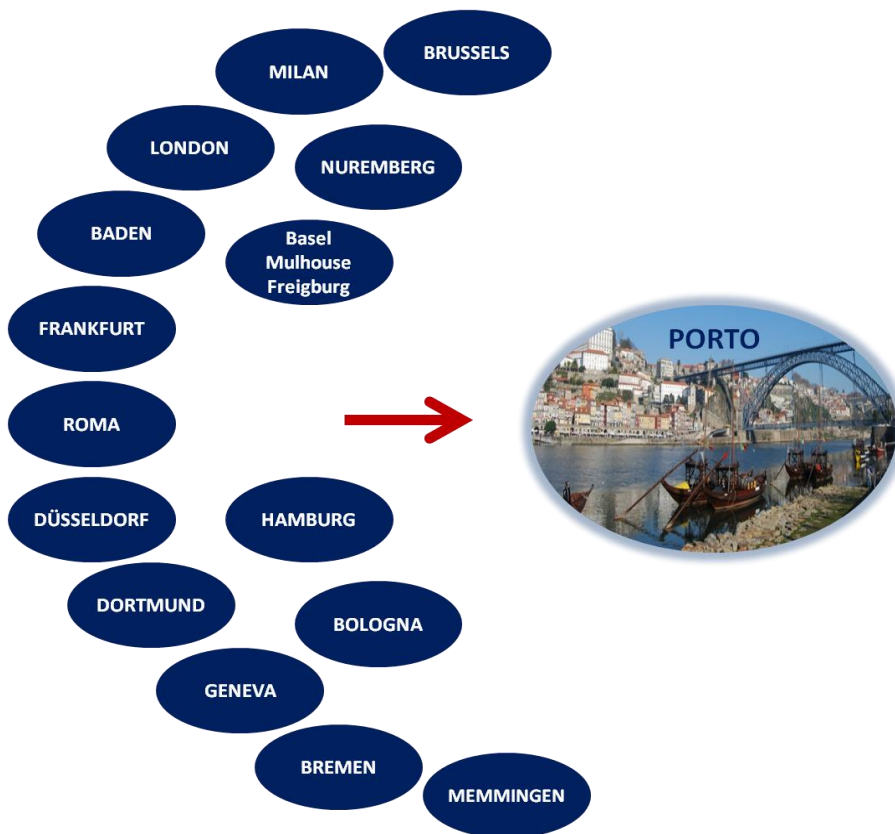 MILAN
BRUSSELS
LONDON
NUREMBERG
BADEN
Basel
Mulhouse
Freigburg
FRANKFURT
PORTO
ROMA
DÜSSELDORF
HAMBURG
DORTMUND
BOLOGNA
GENEVA
BREMEN
MEMMINGEN